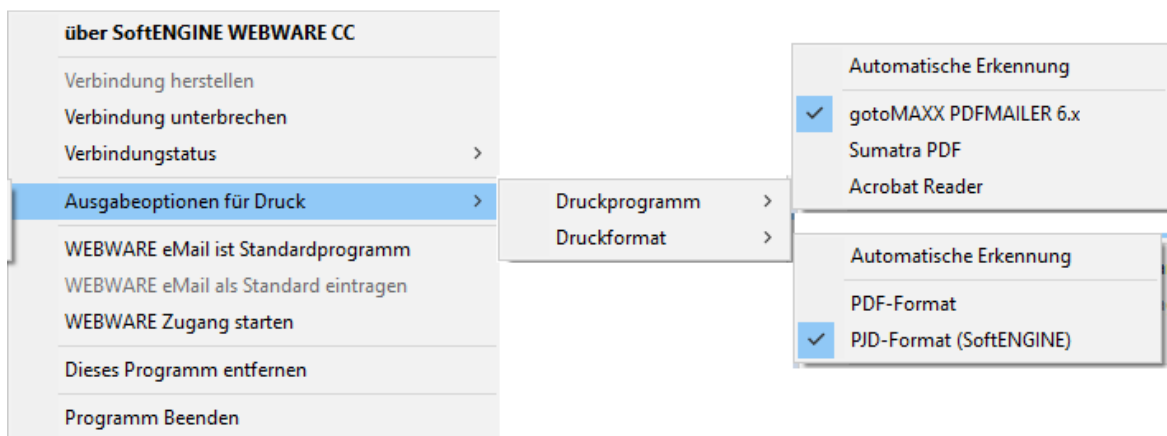 über SoftENGINE WEBWARE CC
Verbindung herstellen
Verbindung unterbrechen
Verbindungstatus
Ausgabeoptionen für Druck
WEBWARE eMail ist Standardprogramm
WEBWARE eMail als Standard eintragen
WEBWARE Zugang starten
Dieses Programm entfernen
Programm Beenden
Druckprogramm
Druckformat
Automatische Erkennung
gotoMAXX PDFMAILER 6.x
Sumatra PDF
Acrobat Reader
Automatische Erkennung
PDF-Format
PJD-Format (SoftENGINE)